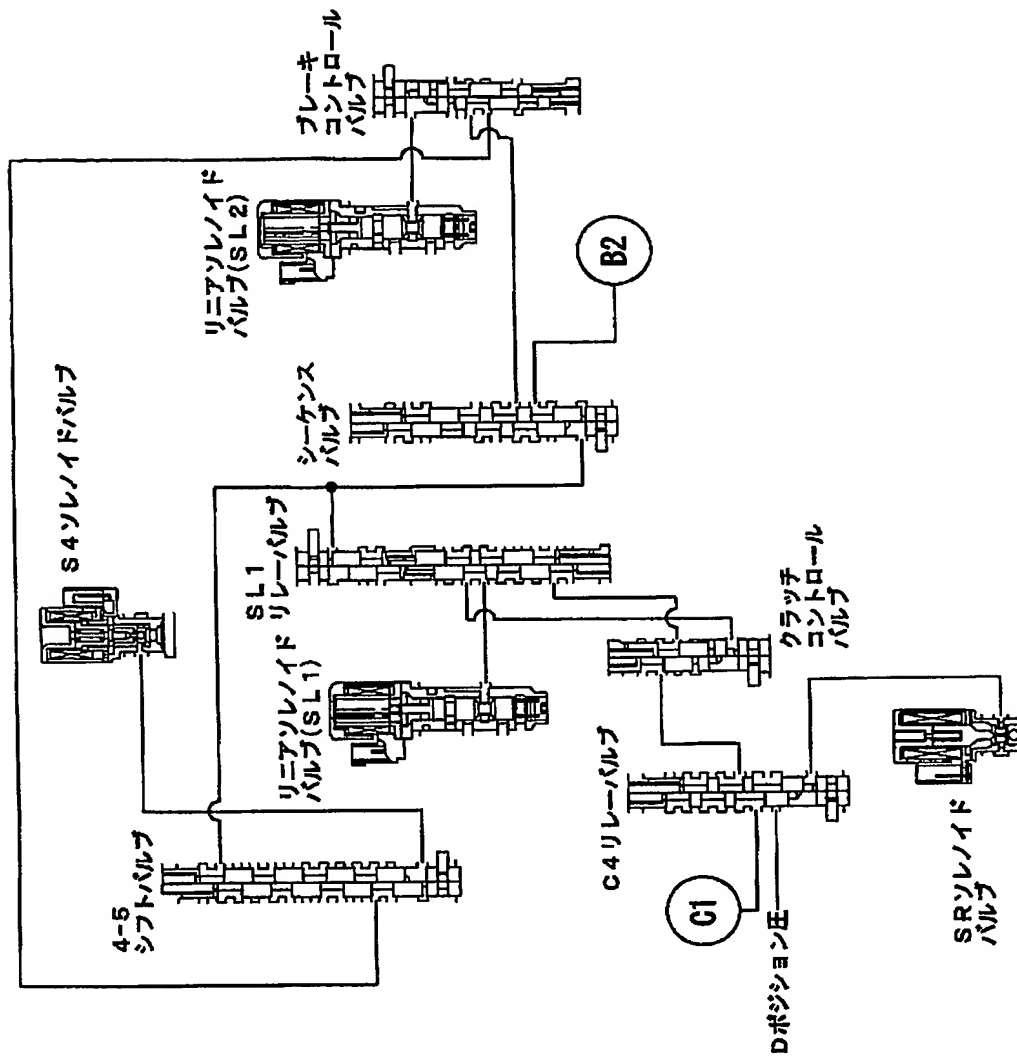 ブレーキ
コントロール
バルブ
リニアソレノイド
バルブ(SL2)
B2
S4ソレノイドバルブ
シーケンス
バルブ
SL1
リレーバルブ
リニアソレノイド
バルブ(SL1)
クラッチ
コントロール
バルブ
4-5
シフトバルブ
C4リレーバルブ
C1
Dポジション圧
SRソレノイド
バルブ